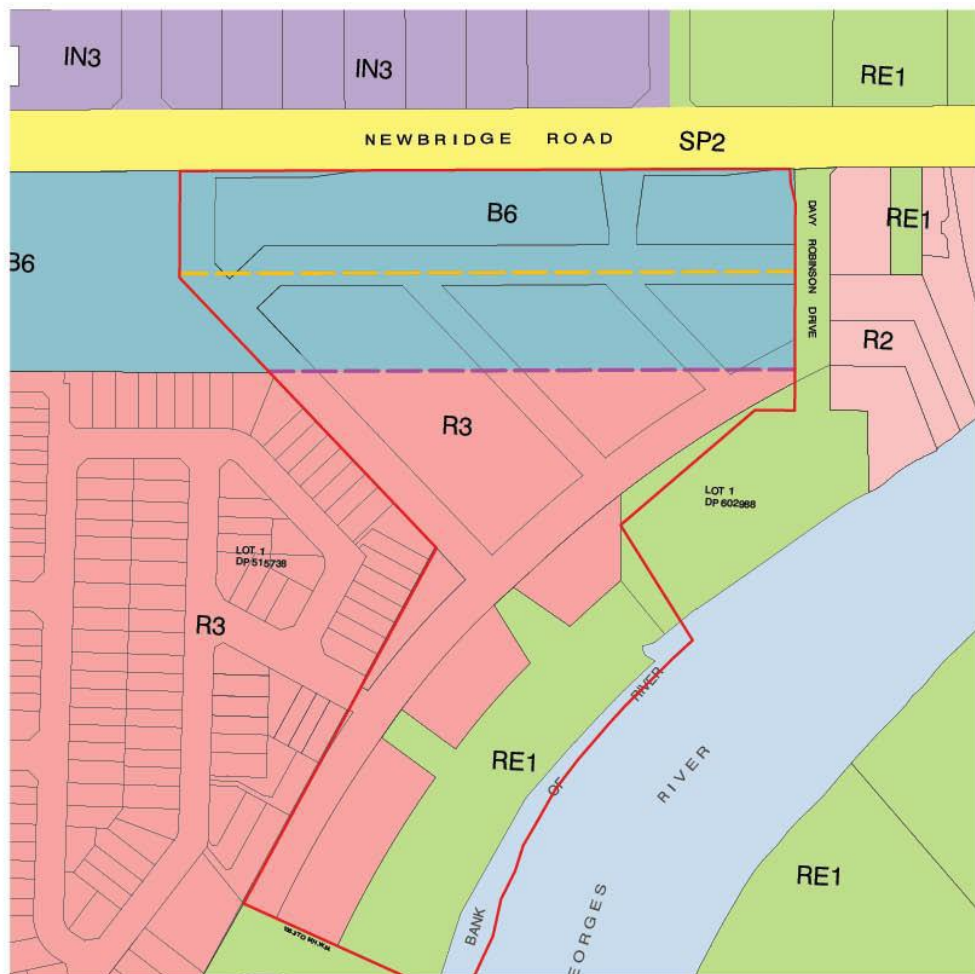 IN3
IN3
RE1
NEWBRIDGE ROAD SP2
B6
B6
DAVY ROBINSON DRIVE
RE1
R2
R3
LOT 1
DP 602988
LOT 1
DP 515738
R3
RE1
BANK OF RIVER
GEORGES RIVER
RE1